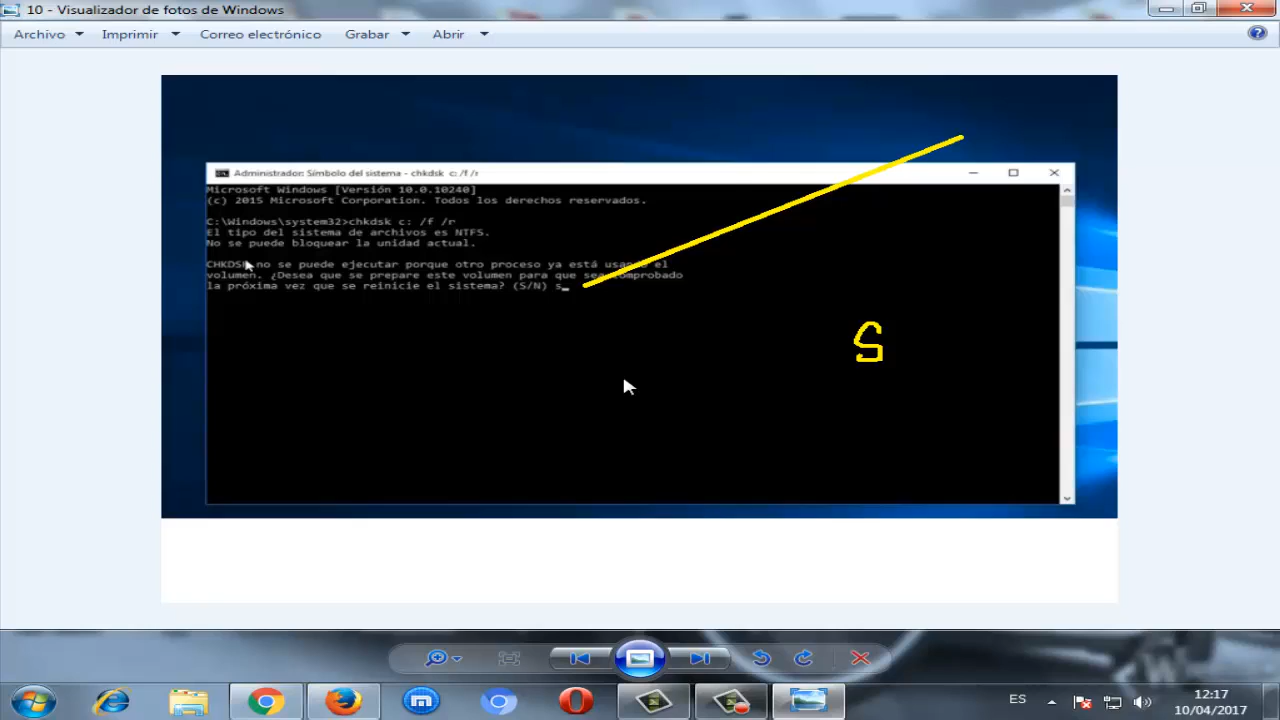 10 - Visualizador de fotos de Windows
Archivo Imprimir Correo electrónico Grabar Abrir
Administrador: Símbolo del sistema - chkdsk c: /f /r
Microsoft Windows [Versión 10.0.10240]
(c) 2015 Microsoft Corporation. Todos los derechos reservados.
C:\Windows\system32>chkdsk c: /f /r
El tipo del sistema de archivos es NTFS.
No se puede bloquear la unidad actual.
CHKDSK no se puede ejecutar porque otro proceso ya está usando el
volumen. ¿Desea que se prepare este volumen para que sea comprobado
la próxima vez que se reinicie el sistema? (S/N) s_
S
ES
12:17
10/04/2017